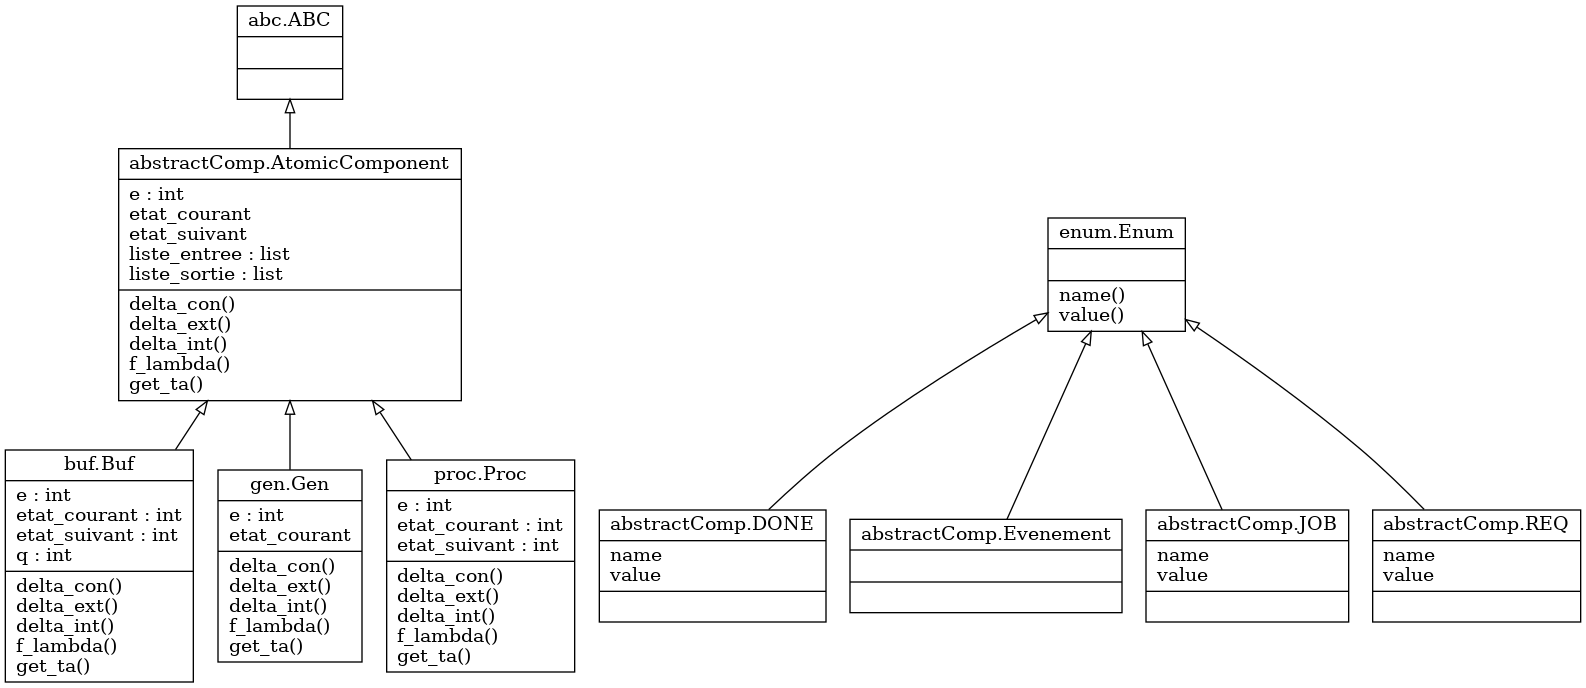 abc.ABC
abstractComp.AtomicComponent
e : int
etat_courant
etat_suivant
liste_entree : list
liste_sortie : list
delta_con()
delta_ext()
delta_int()
f_lambda()
get_ta()
buf.Buf
e : int
etat_courant : int
etat_suivant : int
q : int
delta_con()
delta_ext()
delta_int()
f_lambda()
get_ta()
gen.Gen
e : int
etat_courant
delta_con()
delta_ext()
delta_int()
f_lambda()
get_ta()
proc.Proc
e : int
etat_courant : int
etat_suivant : int
delta_con()
delta_ext()
delta_int()
f_lambda()
get_ta()
enum.Enum
name()
value()
abstractComp.DONE
name
value
abstractComp.Evenement
abstractComp.JOB
name
value
abstractComp.REQ
name
value